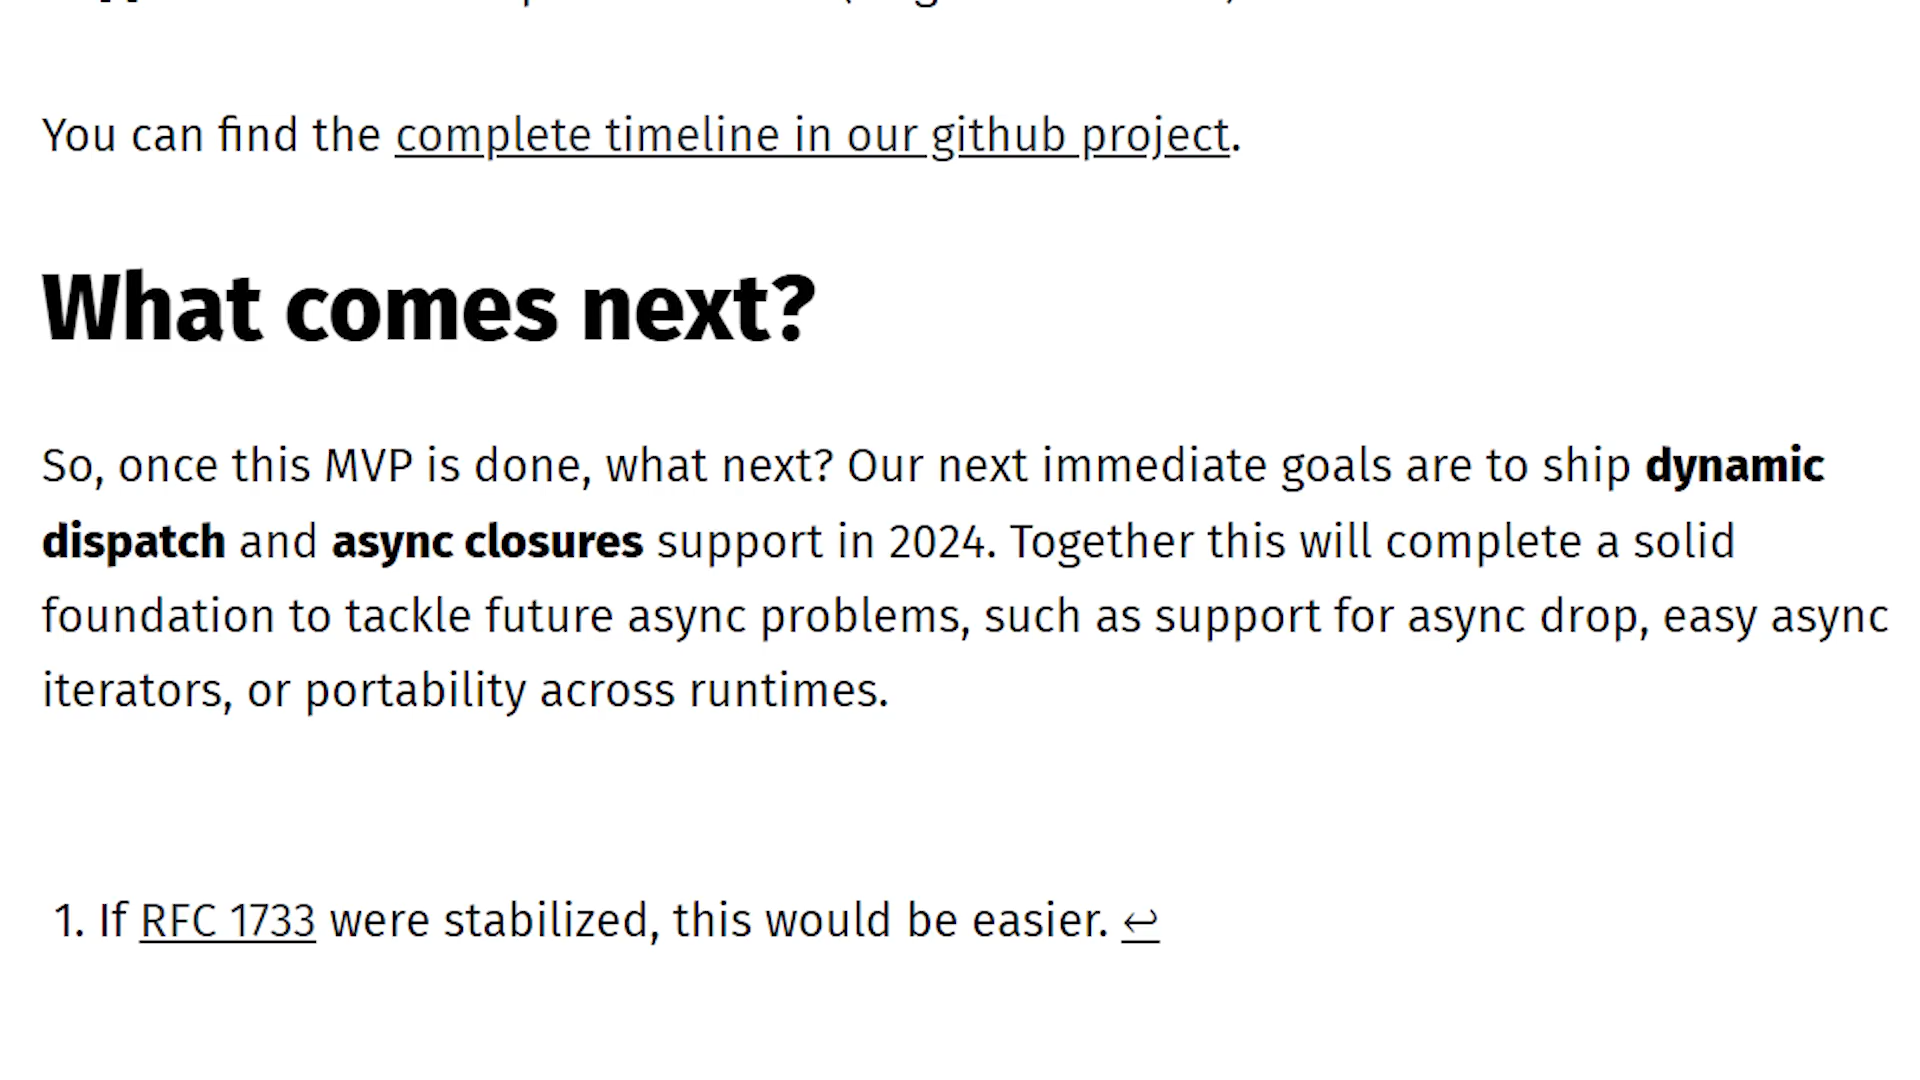 You can find the complete timeline in our github project.
What comes next?
So, once this MVP is done, what next? Our next immediate goals are to ship dynamic
dispatch and async closures support in 2024. Together this will complete a solid
foundation to tackle future async problems, such as support for async drop, easy async
iterators, or portability across runtimes.
1. If RFC 1733 were stabilized, this would be easier. ↩